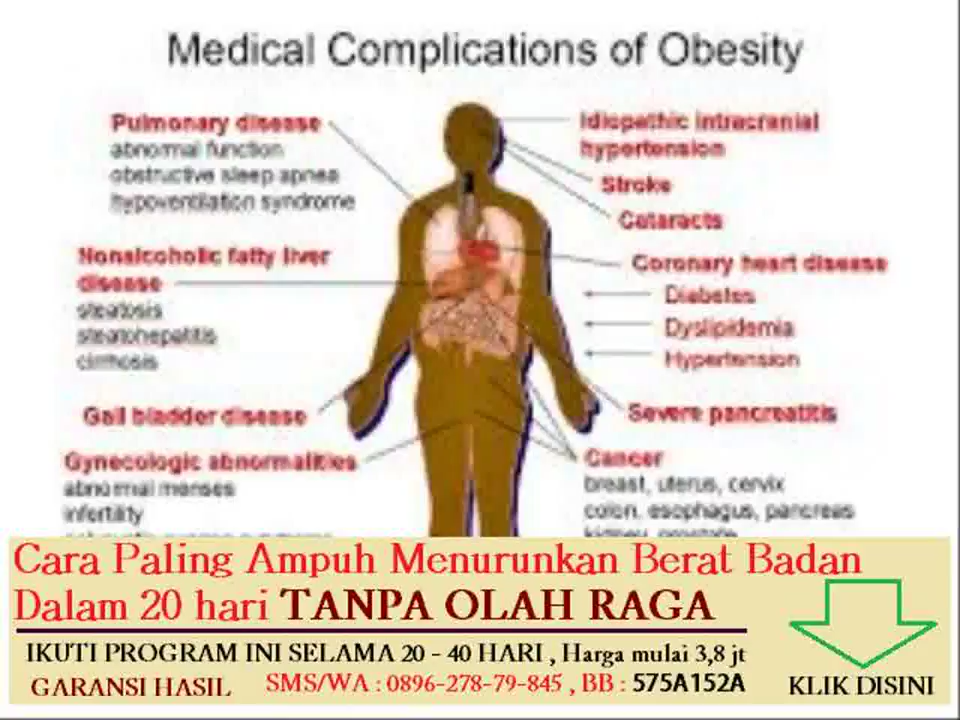 Medical Complications of Obesity
Pulmonary disease
abnormal function
obstructive sleep apnea
hypoventilation syndrome
Nonalcoholic fatty liver
disease
steatosis
steatohepatitis
cirrhosis
Gall bladder disease
Gynecologic abnormalities
abnormal menses
infertility
Idiopathic intracranial
hypertension
Stroke
Cataracts
Coronary heart disease
Diabetes
Dyslipidemia
Hypertension
Severe pancreatitis
Cancer
breast, uterus, cervix
colon, esophagus, pancreas
kidney, prostate
Cara Paling Ampuh Menurunkan Berat Badan
Dalam 20 hari TANPA OLAH RAGA
IKUTI PROGRAM INI SELAMA 20 - 40 HARI , Harga mulai 3,8 jt
GARANSI HASIL SMS/WA : 0896-278-79-845 , BB : 575A152A
KLIK DISINI